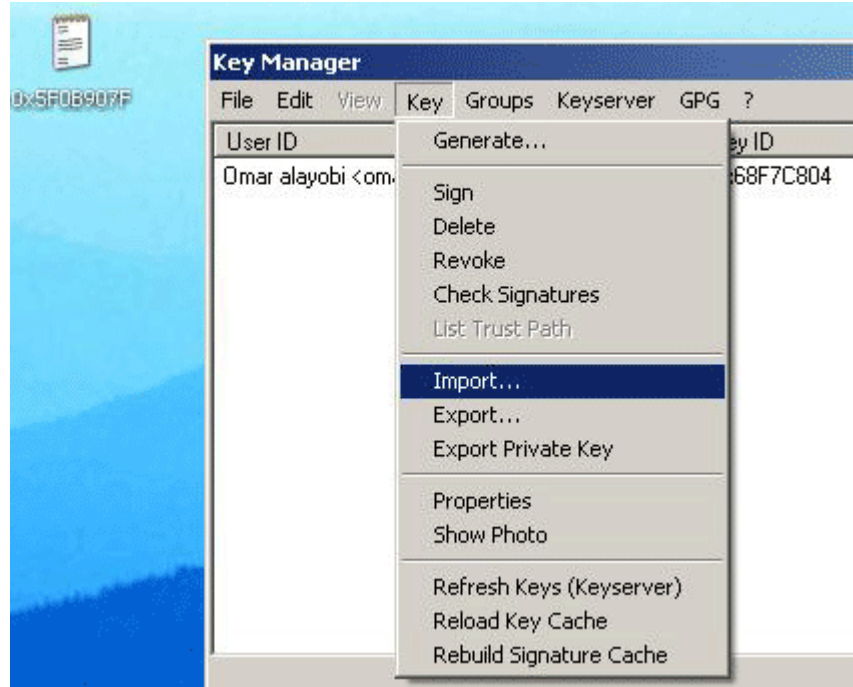 0x5F0B907F
Key Manager
File Edit View Key Groups Keyserver GPG ?
User ID
ey ID
Omar alayobi <oma
:68F7C804
Generate...
Sign
Delete
Revoke
Check Signatures
List Trust Path
Import...
Export...
Export Private Key
Properties
Show Photo
Refresh Keys (Keyserver)
Reload Key Cache
Rebuild Signature Cache